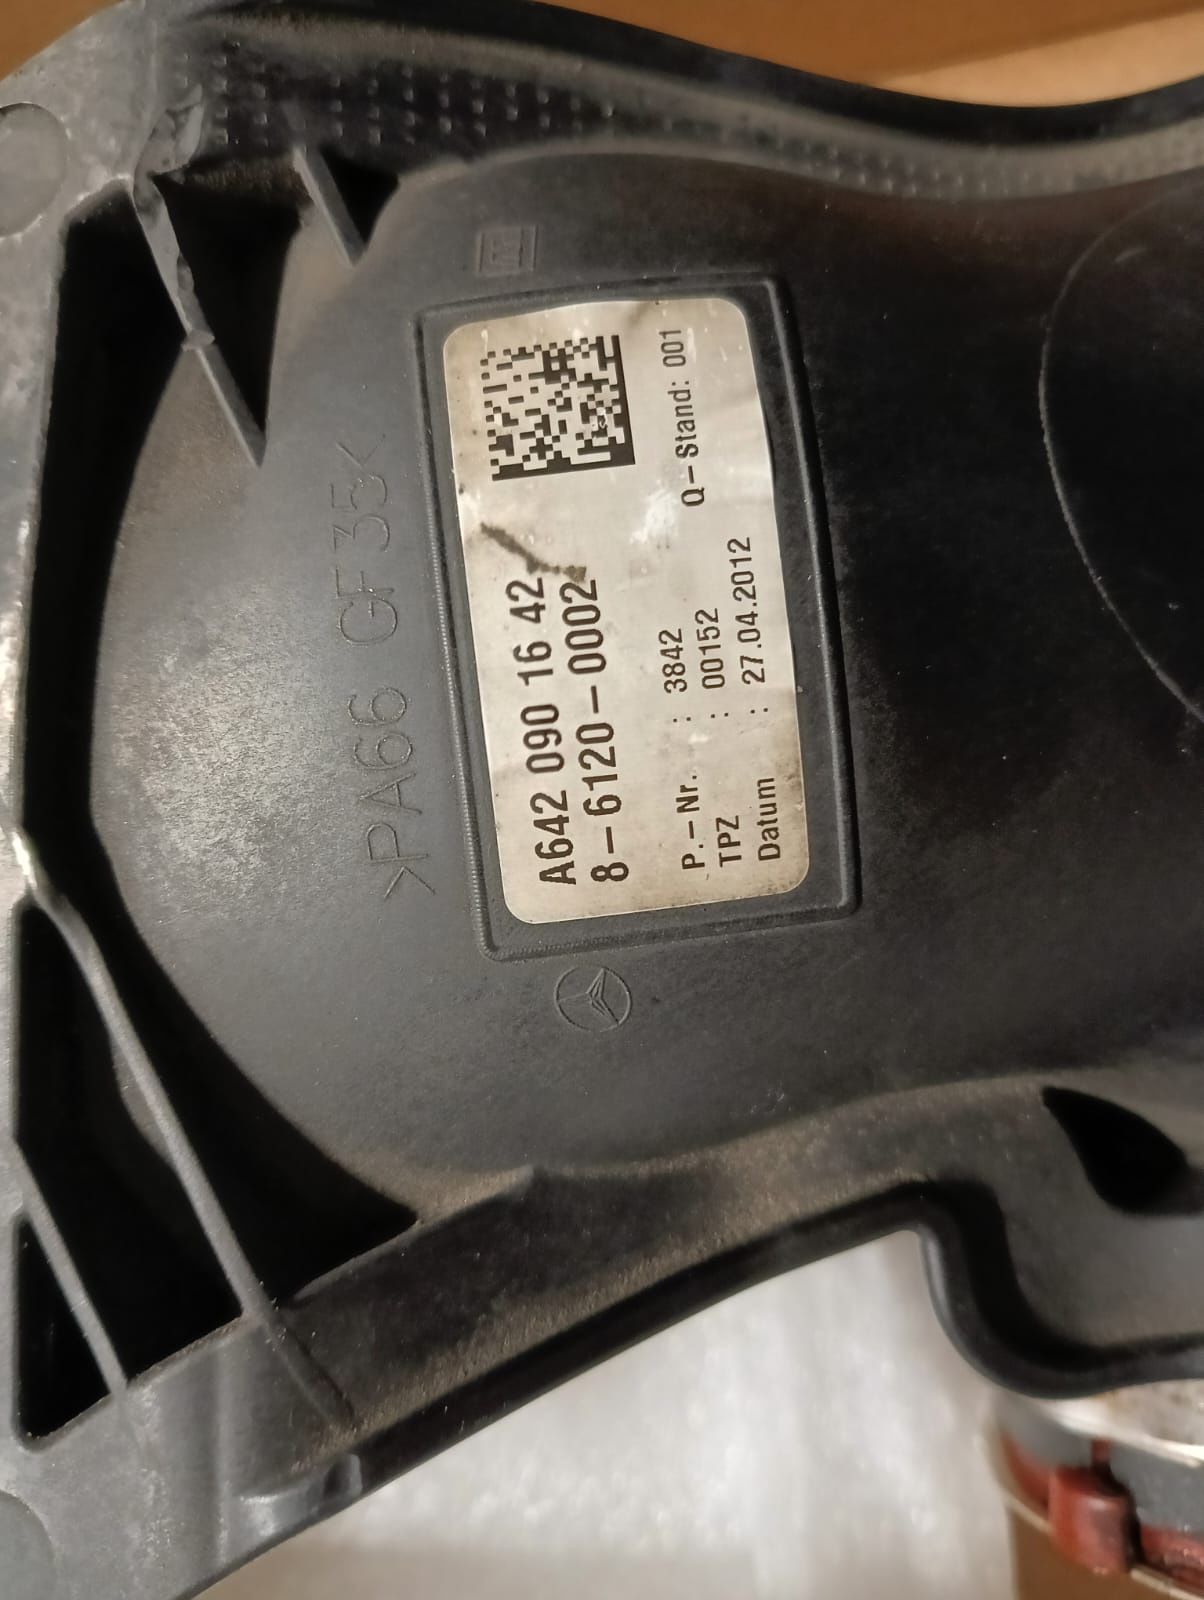 >PA66 GF35<
A642 090 16 42
8-6120-0002
P.-Nr. : 3842 Q-Stand: 001
TPZ : 00152
Datum : 27.04.2012